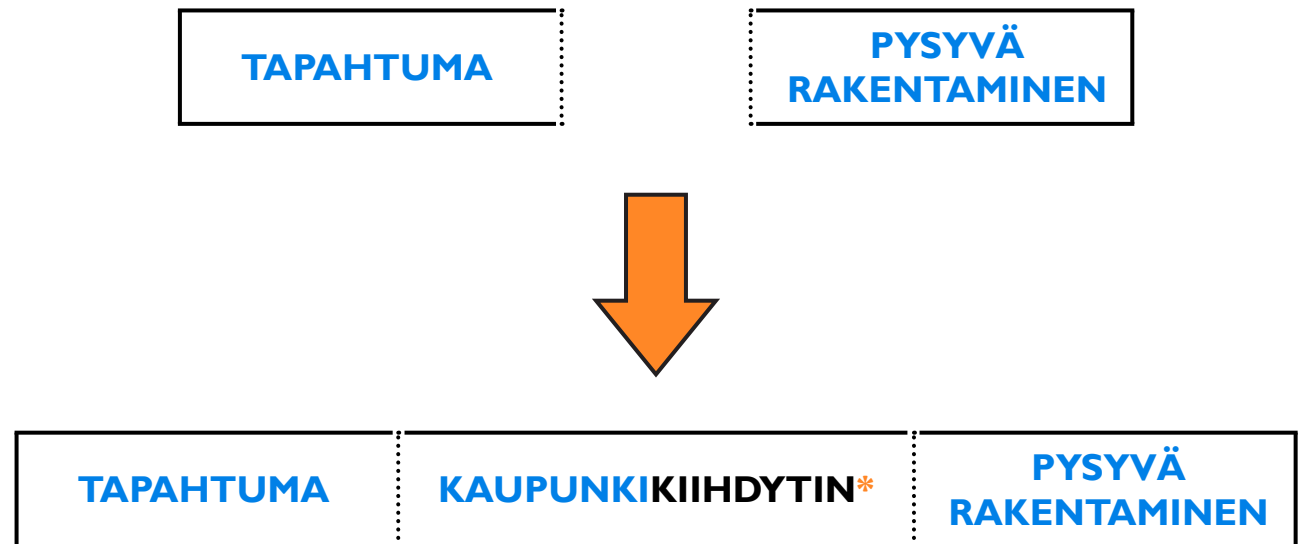 TAPAHTUMA
PYSYVÄ
RAKENTAMINEN
TAPAHTUMA
KAUPUNKIKIIHDYTIN*
PYSYVÄ
RAKENTAMINEN